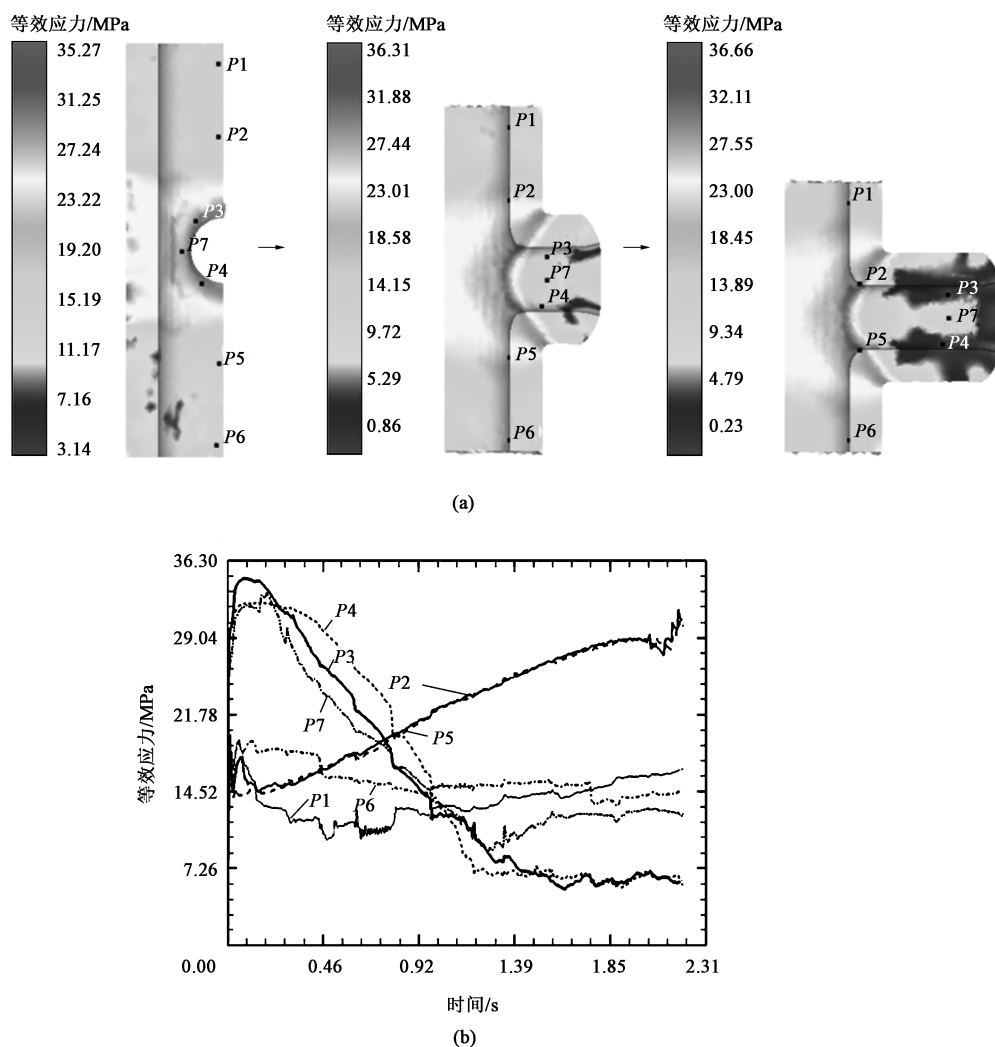 等效应力/MPa
35.27
31.25
27.24
23.22
19.20
15.19
11.17
7.16
3.14
P1
P2
P3
P7
P4
P5
P6
等效应力/MPa
36.31
31.88
27.44
23.01
18.58
14.15
9.72
5.29
0.86
P1
P2
P3
P7
P4
P5
P6
等效应力/MPa
36.66
32.11
27.55
23.00
18.45
13.89
9.34
4.79
0.23
P1
P2
P3
P7
P4
P5
P6
(a)
等效应力/MPa
36.30
29.04
21.78
14.52
7.26
P4
P3
P2
P7
P5
P1
P6
0.00
0.46
0.92
1.39
1.85
2.31
时间/s
(b)